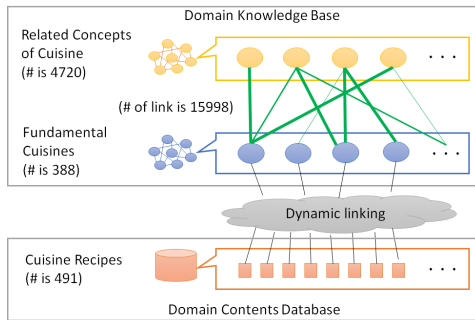 Domain Knowledge Base
Related Concepts
of Cuisine
(# is 4720)
. . .
(# of link is 15998)
Fundamental
Cuisines
(# is 388)
. . .
Dynamic linking
Cuisine Recipes
(# is 491)
. . .
Domain Contents Database